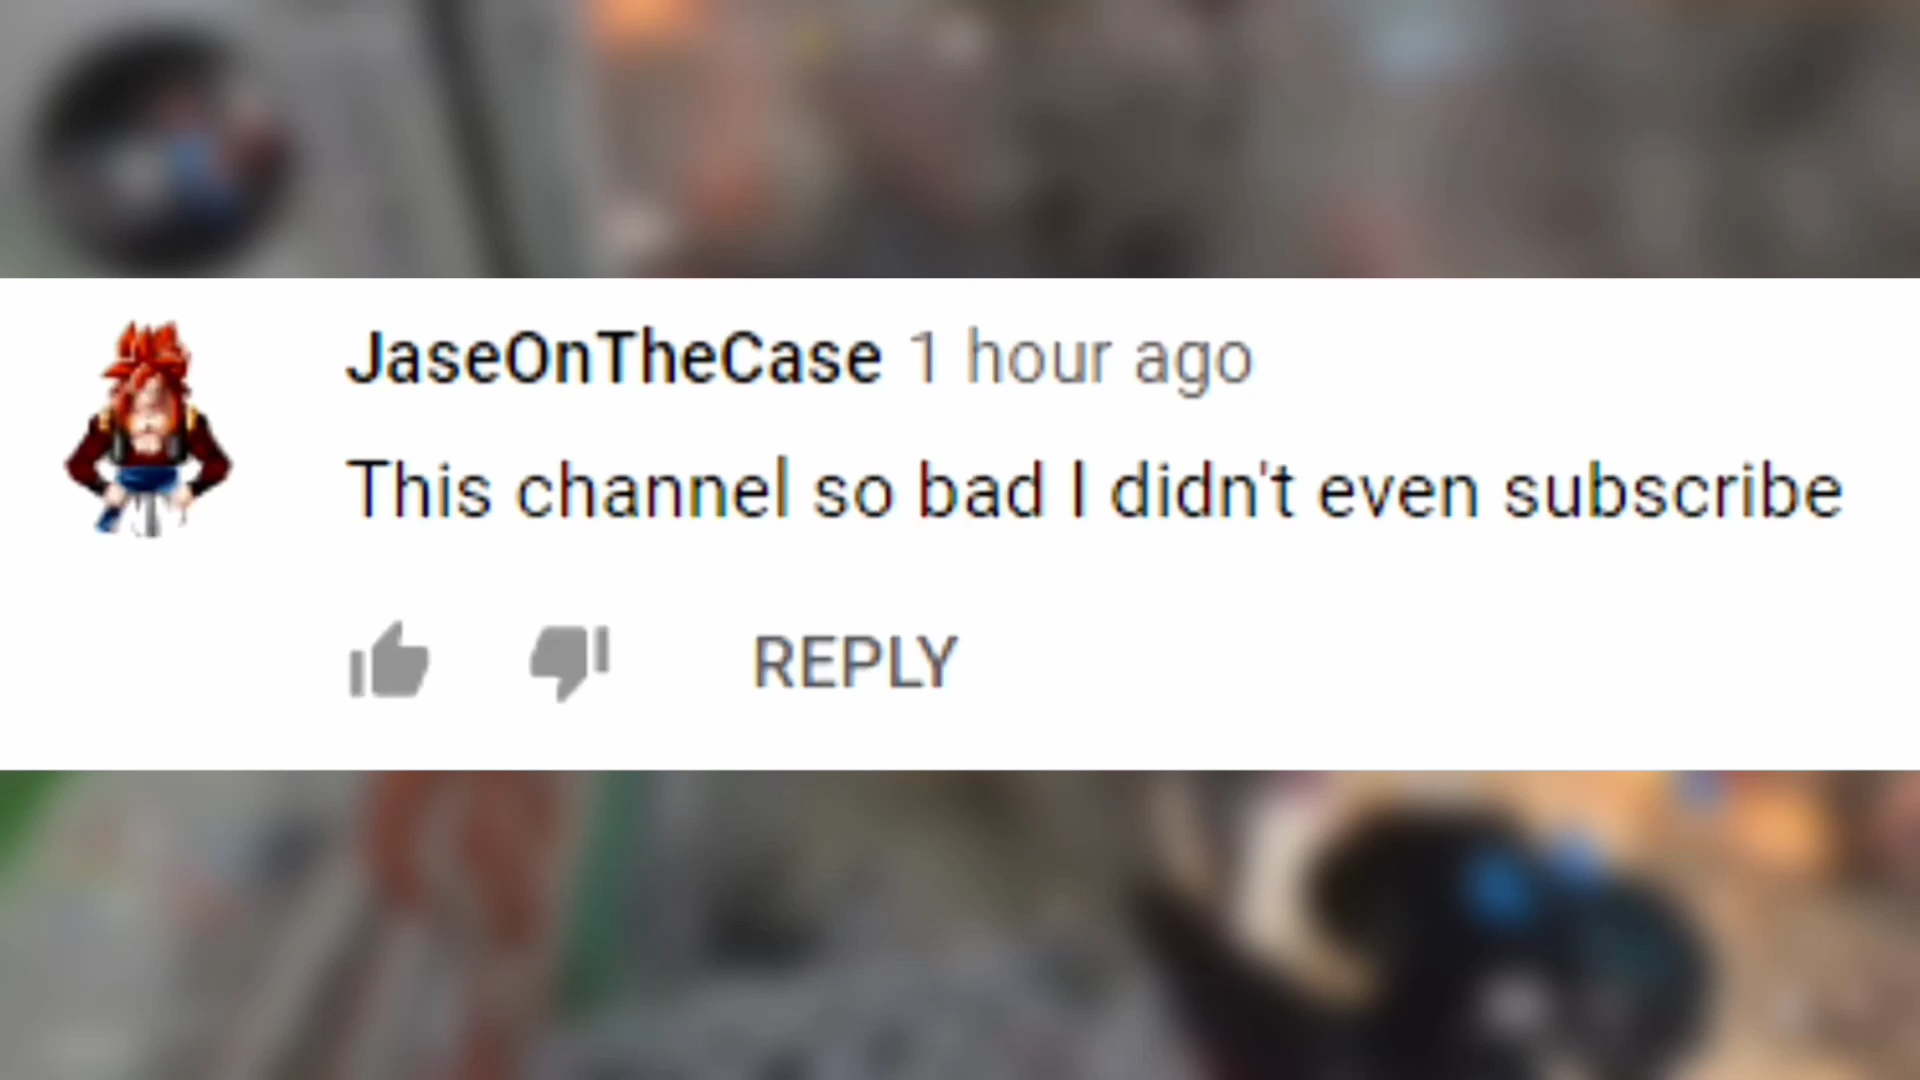 JaseOnTheCase 1 hour ago
This channel so bad I didn't even subscribe
REPLY